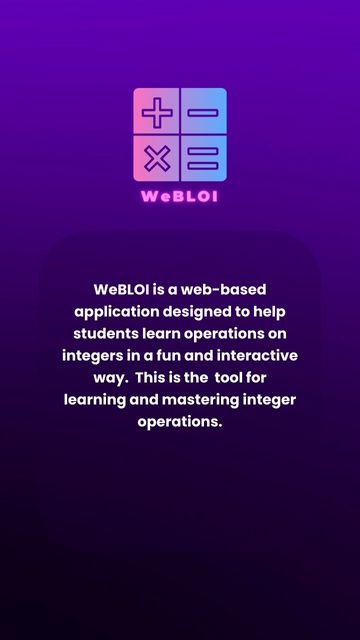 WeBLOI
WeBLOI is a web-based
application designed to help
students learn operations on
integers in a fun and interactive
way.  This is the  tool for
learning and mastering integer
operations.